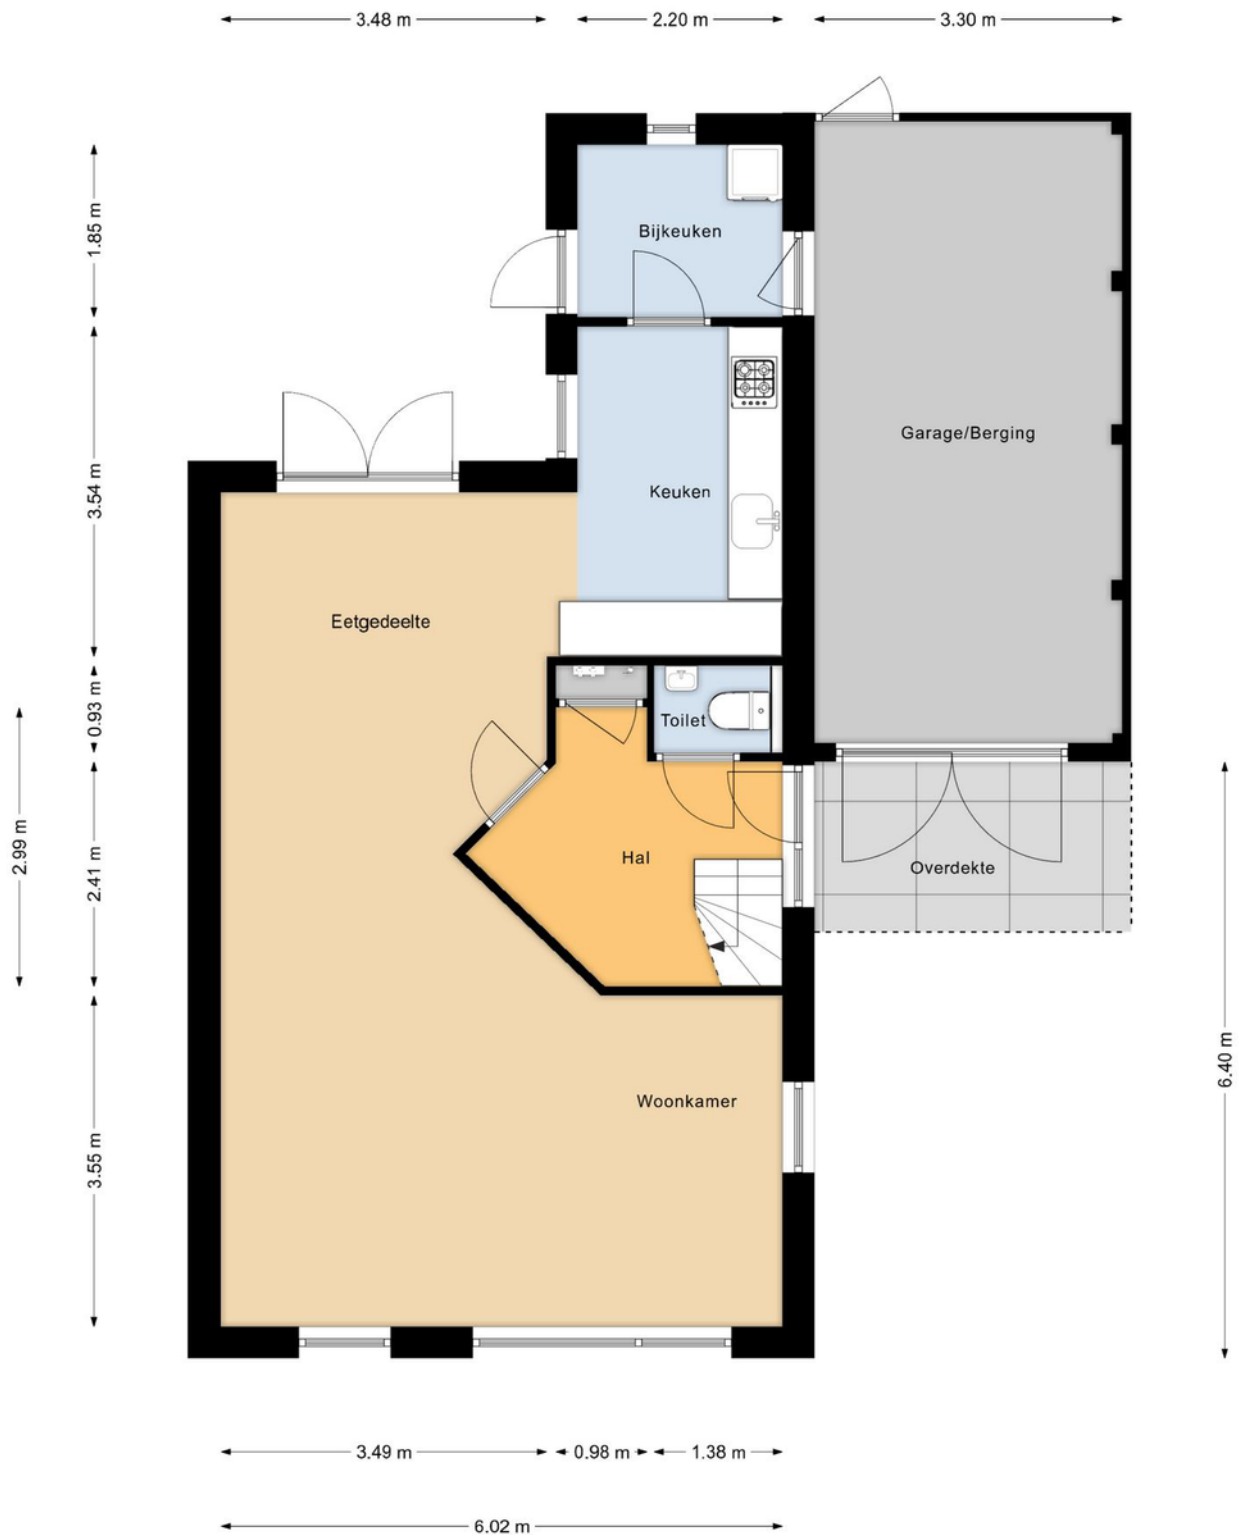 3.48 m
2.20 m
3.30 m
1.85 m
Bijkeuken
Garage/Berging
3.54 m
Keuken
Eetgedeelte
0.93 m
Toilet
2.99 m
2.41 m
Hal
Overdekte
6.40 m
Woonkamer
3.55 m
3.49 m
0.98 m
1.38 m
6.02 m